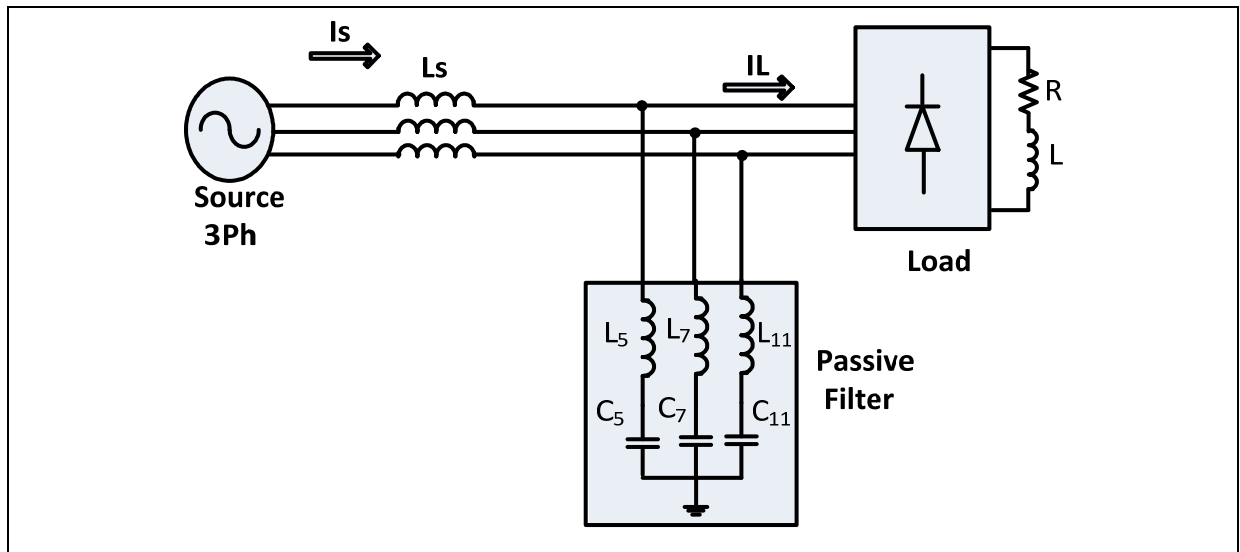 Is
Ls
IL
R
L
Source
3Ph
Load
L5
L7
L11
C5
C7
C11
Passive
Filter